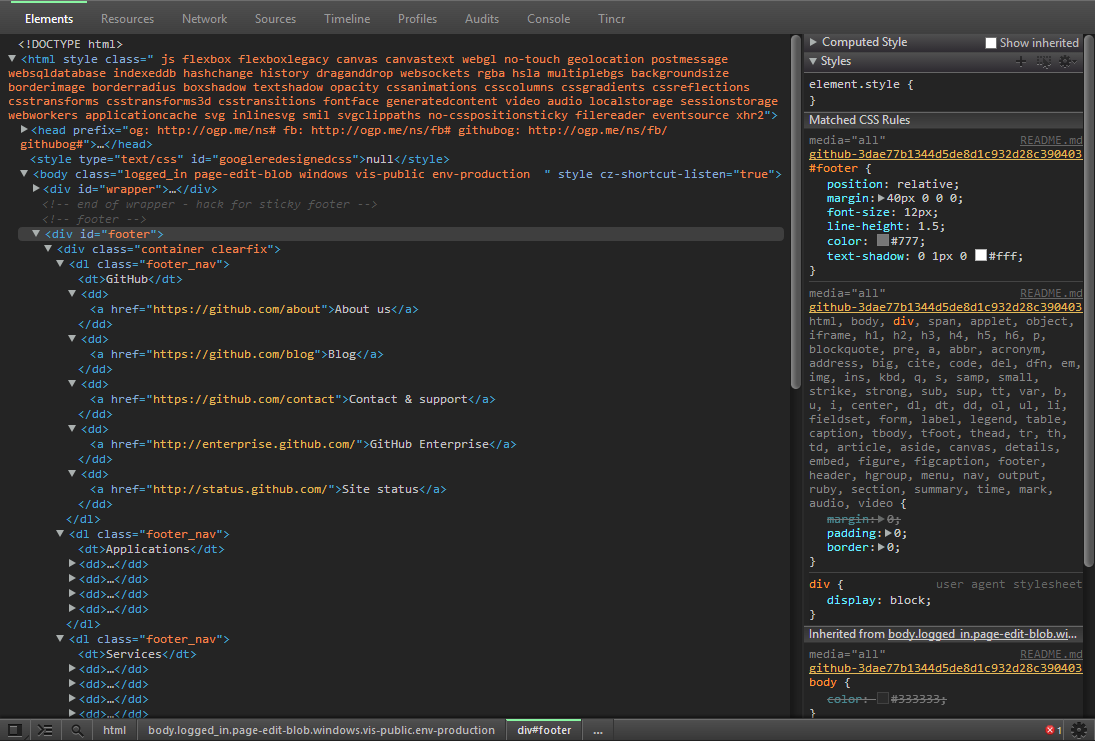 Elements Resources Network Sources Timeline Profiles Audits Console Tincr
<!DOCTYPE html>
<html style class=" js flexbox flexboxlegacy canvas canvastext webgl no-touch geolocation postmessage
websqldatabase indexeddb hashchange history draganddrop websockets rgba hsla multiplebgs backgroundsize
borderimage borderradius boxshadow textshadow opacity cssanimations csscolumns cssgradients cssreflections
csstransforms csstransforms3d csstransitions fontface generatedcontent video audio localstorage sessionstorage
webworkers applicationcache svg inlinesvg smil svgclippaths no-csspositionsticky filereader eventsource xhr2">
<head prefix="og: http://ogp.me/ns# fb: http://ogp.me/ns/fb# githubog: http://ogp.me/ns/fb/
githubog#">…</head>
<style type="text/css" id="googleredesignedcss">null</style>
<body class="logged_in page-edit-blob windows vis-public env-production  " style cz-shortcut-listen="true">
<div id="wrapper">…</div>
<!-- end of wrapper - hack for sticky footer -->
<!-- footer -->
<div id="footer">
<div class="container clearfix">
<dl class="footer_nav">
<dt>GitHub</dt>
<dd>
<a href="https://github.com/about">About us</a>
</dd>
<dd>
<a href="https://github.com/blog">Blog</a>
</dd>
<dd>
<a href="https://github.com/contact">Contact & support</a>
</dd>
<dd>
<a href="http://enterprise.github.com/">GitHub Enterprise</a>
</dd>
<dd>
<a href="http://status.github.com/">Site status</a>
</dd>
</dl>
<dl class="footer_nav">
<dt>Applications</dt>
<dd>…</dd>
<dd>…</dd>
<dd>…</dd>
<dd>…</dd>
</dl>
<dl class="footer_nav">
<dt>Services</dt>
<dd>…</dd>
<dd>…</dd>
<dd>…</dd>
<dd>…</dd>
Computed Style Show inherited
Styles
element.style {
}
Matched CSS Rules
media="all" README.md
github-3dae77b1344d5de8d1c932d28c390403
#footer {
position: relative;
margin: 40px 0 0 0;
font-size: 12px;
line-height: 1.5;
color: #777;
text-shadow: 0 1px 0 #fff;
}
media="all" README.md
github-3dae77b1344d5de8d1c932d28c390403
html, body, div, span, applet, object,
iframe, h1, h2, h3, h4, h5, h6, p,
blockquote, pre, a, abbr, acronym,
address, big, cite, code, del, dfn, em,
img, ins, kbd, q, s, samp, small,
strike, strong, sub, sup, tt, var, b,
u, i, center, dl, dt, dd, ol, ul, li,
fieldset, form, label, legend, table,
caption, tbody, tfoot, thead, tr, th,
td, article, aside, canvas, details,
embed, figure, figcaption, footer,
header, hgroup, menu, nav, output,
ruby, section, summary, time, mark,
audio, video {
margin: 0;
padding: 0;
border: 0;
}
div { user agent stylesheet
display: block;
}
Inherited from body.logged_in.page-edit-blob.wi...
media="all" README.md
github-3dae77b1344d5de8d1c932d28c390403
body {
color: #333333;
}
html body.logged_in.page-edit-blob.windows.vis-public.env-production div#footer ... 1